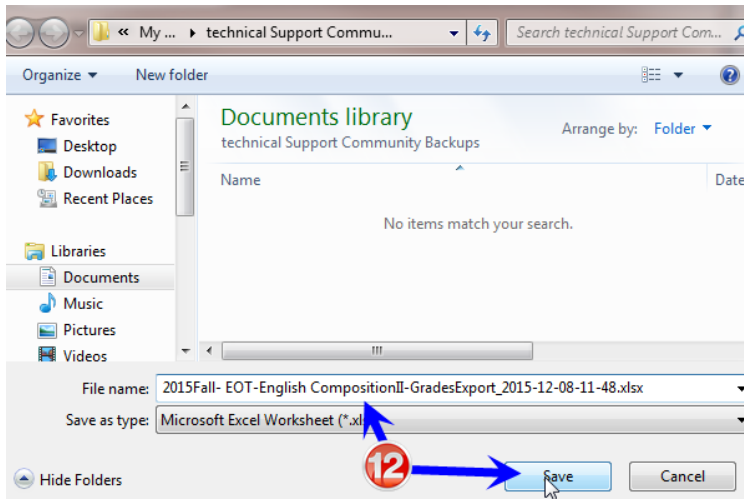 « My ... technical Support Commu... Search technical Support Com...
Organize New folder
Favorites
Desktop
Downloads
Recent Places
Libraries
Documents
Music
Pictures
Videos
Documents library
technical Support Community Backups
Arrange by: Folder
Name Date
No items match your search.
File name: 2015Fall- EOT-English CompositionII-GradesExport_2015-12-08-11-48.xlsx
Save as type: Microsoft Excel Worksheet (*.xl
12
Hide Folders Save Cancel